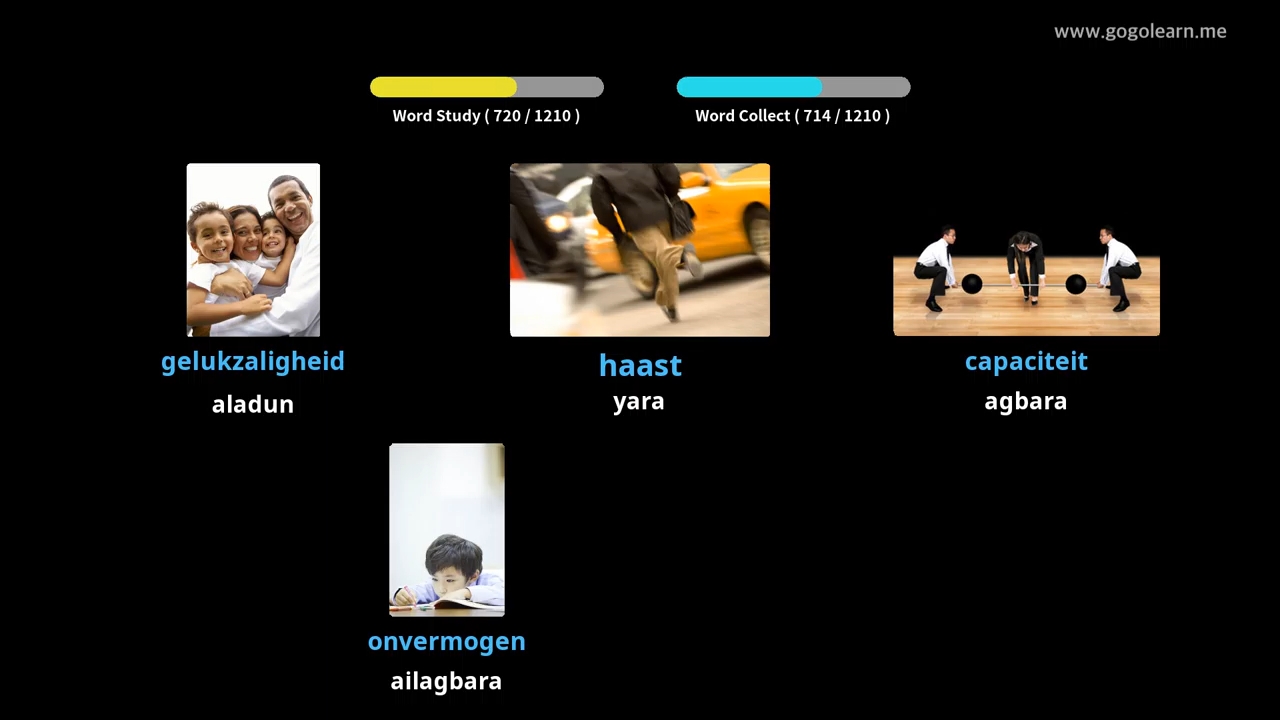 www.gogolearn.me
Word Study ( 720 / 1210 )
Word Collect ( 714 / 1210 )
gelukzaligheid
aladun
haast
yara
capaciteit
agbara
onvermogen
ailagbara